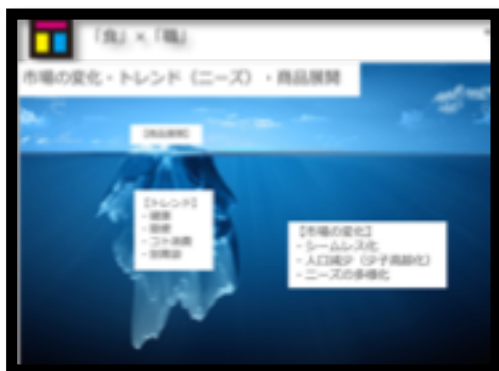 「食」×「職」
市場の変化・トレンド（ニーズ）・商品展開
【商品展開】
【トレンド】
・健康
・簡便
・コト消費
【市場の変化】
・シームレス化
・人口減少（少子高齢化）
・ニーズの多様化